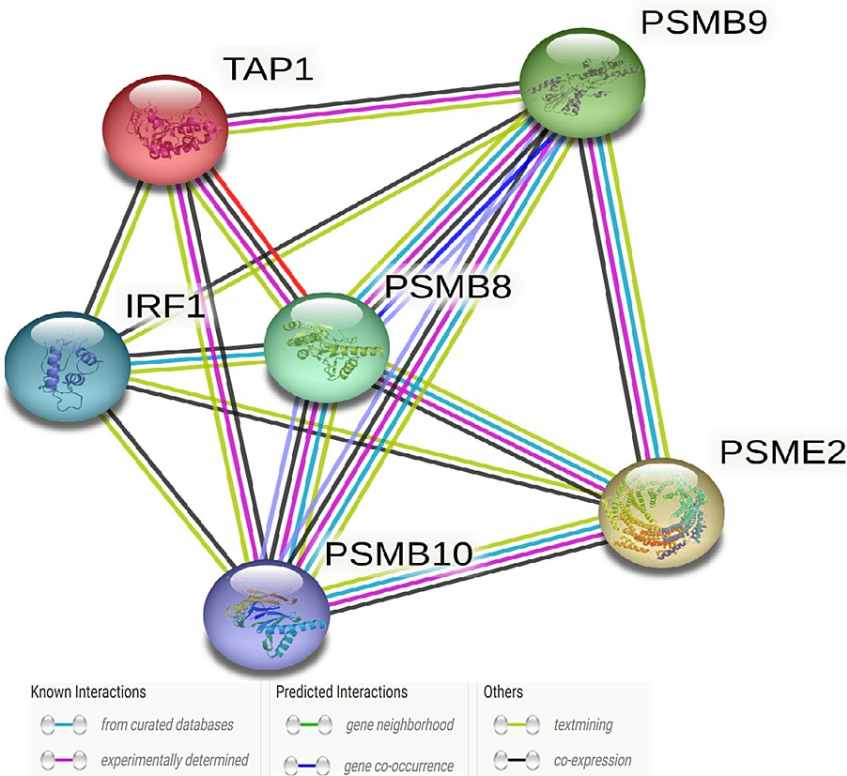 PSMB9
TAP1
PSMB8
IRF1
PSME2
PSMB10
Known Interactions
from curated databases
experimentally determined
Predicted Interactions
gene neighborhood
gene co-occurrence
Others
textmining
co-expression